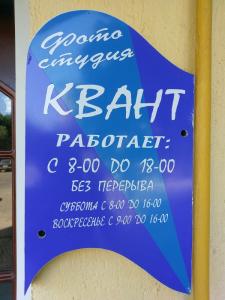 Фото
студия
КВАНТ
РАБОТАЕТ:
С 8-00 ДО 18-00
БЕЗ ПЕРЕРЫВА
СУББОТА С 8-00 ДО 16-00
ВОСКРЕСЕНЬЕ С 9-00 ДО 16-00